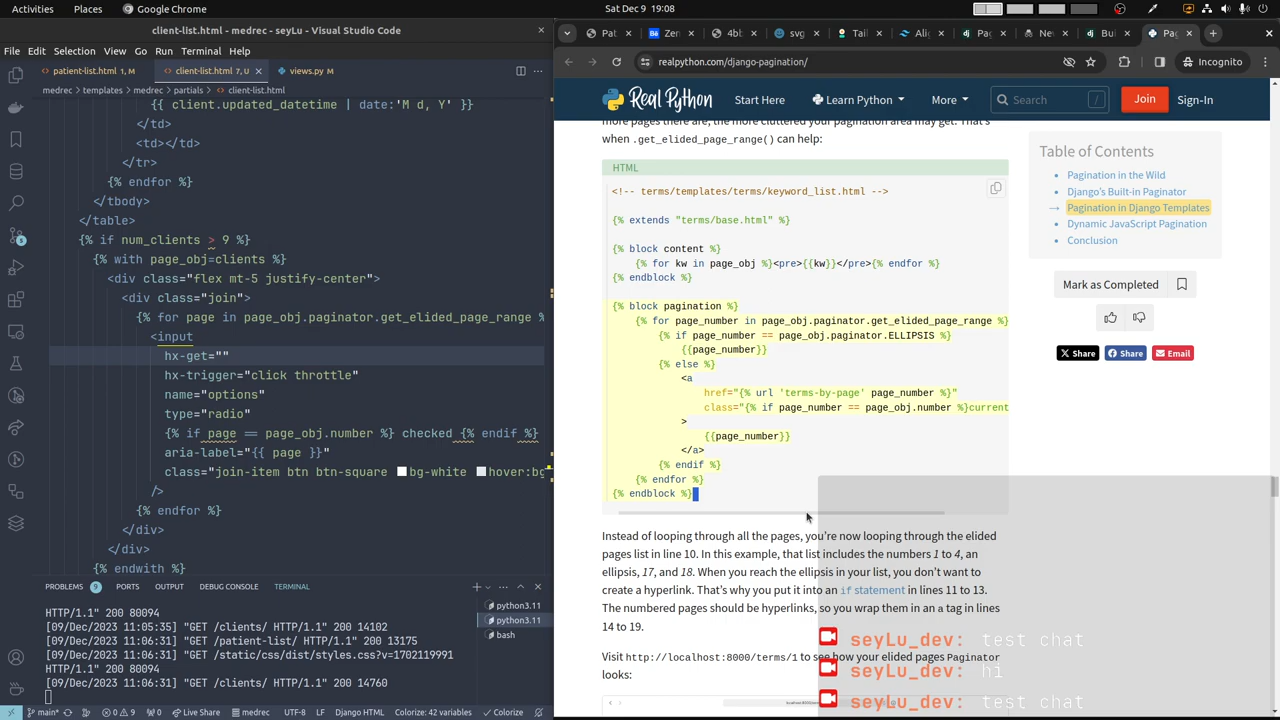 Activities
Places
Google Chrome
Sat Dec 9 19:08
client-list.html - medrec - seyLu - Visual Studio Code
File Edit Selection View Go Run Terminal
patient-list.html 1, M
client-list.html 7, U
views.py M
medrec > templates > medrec > partials > client-list.html
{{ client.updated_datetime | date:'M d, Y' }}
</td>
<td></td>
</tr>
{% endfor %}
</tbody>
</table>
{% if num_clients > 9 %}
{% with page_obj=clients %}
<div class="flex mt-5 justify-center">
<div class="join">
{% for page in page_obj.paginator.get_elided_page_range %
<input
hx-get=""
hx-trigger="click throttle"
name="options"
type="radio"
{% if page == page_obj.number %} checked {% endif %}
aria-label="{{ page }}"
class="join-item btn btn-square bg-white hover:bg
/>
{% endfor %}
</div>
</div>
{% endwith %}
PROBLEMS 9 PORTS OUTPUT DEBUG CONSOLE TERMINAL
HTTP/1.1" 200 80094
[09/Dec/2023 11:05:35] "GET /clients/ HTTP/1.1" 200 14102
[09/Dec/2023 11:06:31] "GET /patient-list/ HTTP/1.1" 200 13175
[09/Dec/2023 11:06:31] "GET /static/css/dist/styles.css?v=1702119991
HTTP/1.1" 200 80094
[09/Dec/2023 11:06:32] "GET /clients/ HTTP/1.1" 200 14760
python3.11
python3.11
bash
main* 0 1 0 Live Share medrec UTF-8 LF Django HTML Colorize: 42 variables Colorize
Pat
Zen
4bl
svg
Tail
Alig
Pag
Nev
Bui
Pag
realpython.com/django-pagination/
Incognito
Real Python
Start Here
Learn Python
More
Search
/
Join
Sign-In
more pages there are, the more cluttered your pagination area may get. That's
when .get_elided_page_range() can help:
HTML
<!-- terms/templates/terms/keyword_list.html -->
{% extends "terms/base.html" %}
{% block content %}
{% for kw in page_obj %}<pre>{{kw}}</pre>{% endfor %}
{% endblock %}
{% block pagination %}
{% for page_number in page_obj.paginator.get_elided_page_range %}
{% if page_number == page_obj.paginator.ELLIPSIS %}
{{page_number}}
{% else %}
<a
href="{% url 'terms-by-page' page_number %}"
class="{% if page_number == page_obj.number %}current
>
{{page_number}}
</a>
{% endif %}
{% endfor %}
{% endblock %}
Instead of looping through all the pages, you're now looping through the elided
pages list in line 10. In this example, that list includes the numbers 1 to 4, an
ellipsis, 17, and 18. When you reach the ellipsis in your list, you don't want to
create a hyperlink. That's why you put it into an if statement in lines 11 to 13.
The numbered pages should be hyperlinks, so you wrap them in an a tag in lines
14 to 19.
Visit http://localhost:8000/terms/1 to see how your elided pages Paginator
looks:
Table of Contents
Pagination in the Wild
Django's Built-in Paginator
→ Pagination in Django Templates
Dynamic JavaScript Pagination
Conclusion
Mark as Completed
Share
Share
Email
seyLu_dev: test chat
seyLu_dev: hi
seyLu_dev: test chat